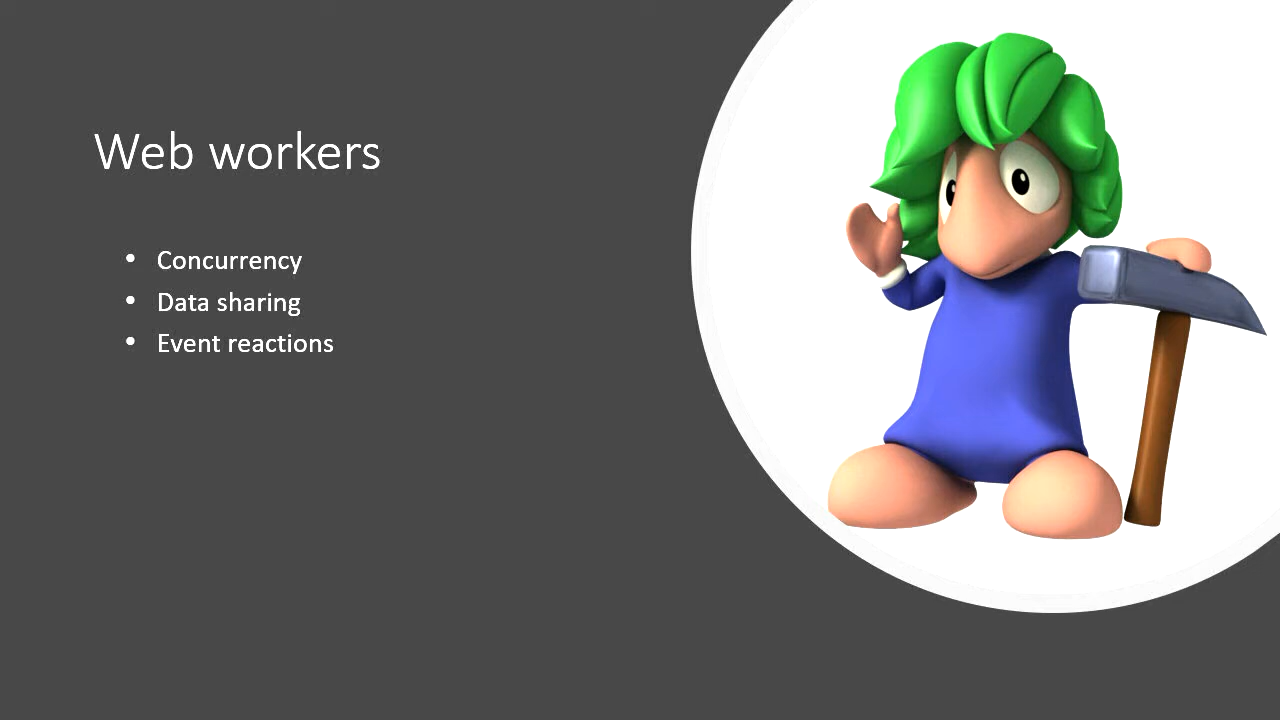 Web workers
• Concurrency
• Data sharing
• Event reactions